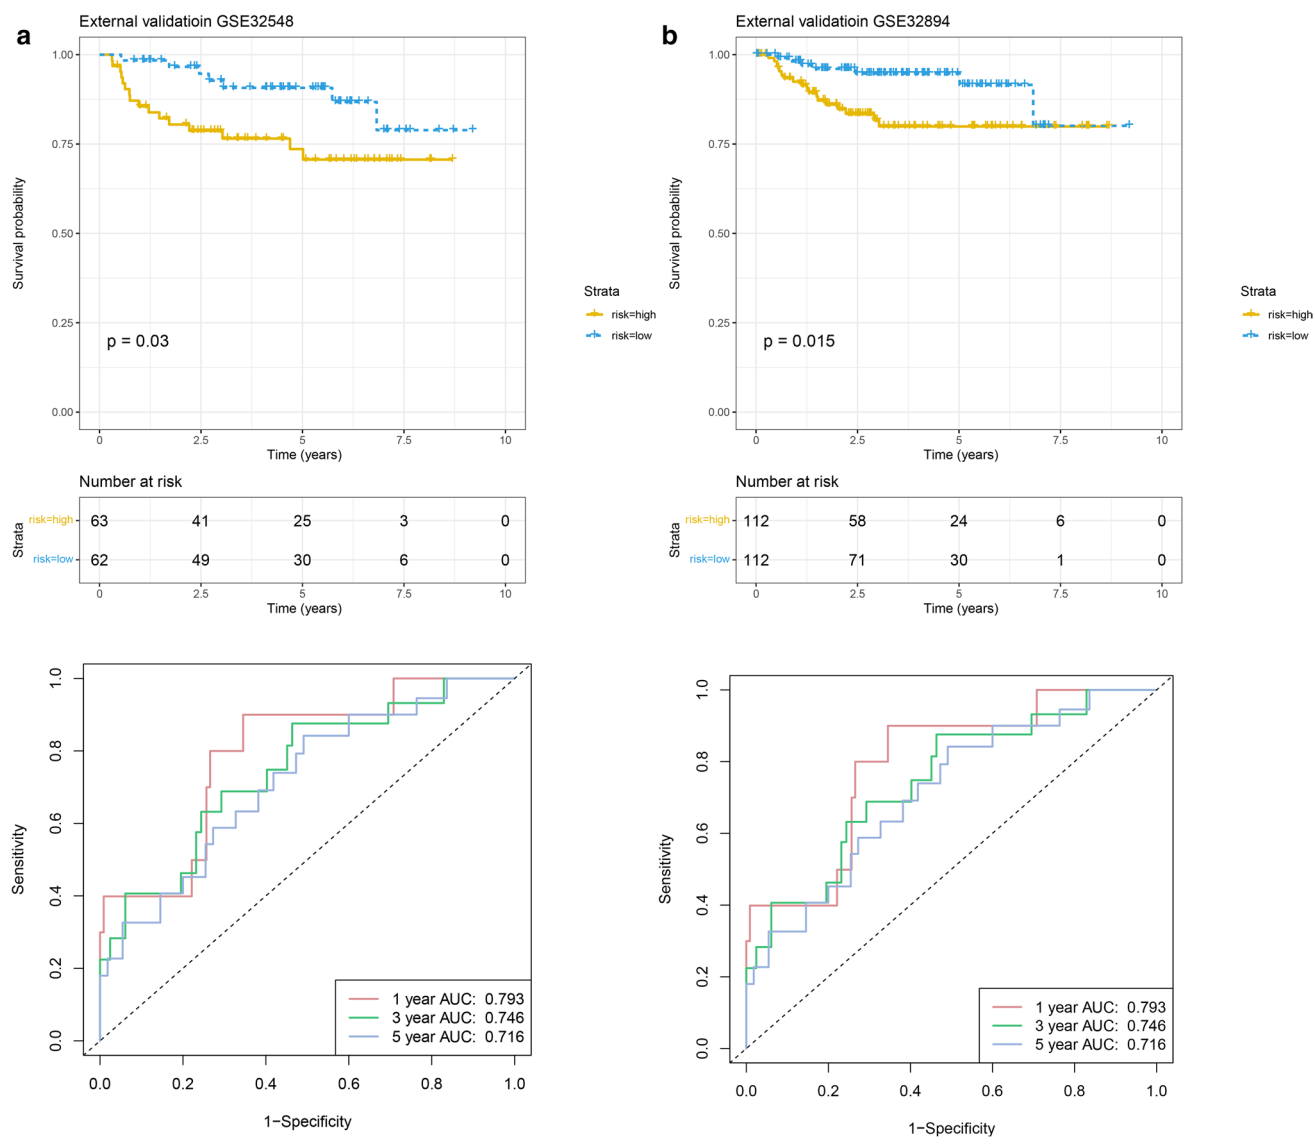 a
External validatioin GSE32548
Survival probability
1.00
0.75
0.50
0.25
0.00
p = 0.03
0 2.5 5 7.5 10
Time (years)
Strata
risk=high
risk=low
Number at risk
Strata
risk=high 63 41 25 3 0
risk=low 62 49 30 6 0
0 2.5 5 7.5 10
Time (years)
Sensitivity
1.0
0.8
0.6
0.4
0.2
0.0
1 year AUC: 0.793
3 year AUC: 0.746
5 year AUC: 0.716
0.0 0.2 0.4 0.6 0.8 1.0
1−Specificity
b
External validatioin GSE32894
Survival probability
1.00
0.75
0.50
0.25
0.00
p = 0.015
0 2.5 5 7.5 10
Time (years)
Strata
risk=high
risk=low
Number at risk
Strata
risk=high 112 58 24 6 0
risk=low 112 71 30 1 0
0 2.5 5 7.5 10
Time (years)
Sensitivity
1.0
0.8
0.6
0.4
0.2
0.0
1 year AUC: 0.793
3 year AUC: 0.746
5 year AUC: 0.716
0.0 0.2 0.4 0.6 0.8 1.0
1−Specificity